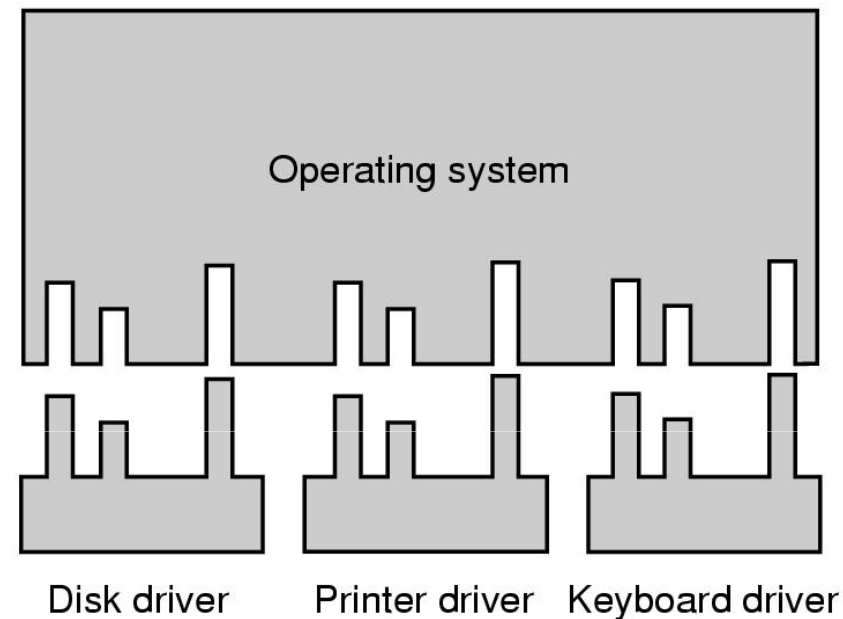 Operating system
Disk driver
Printer driver
Keyboard driver